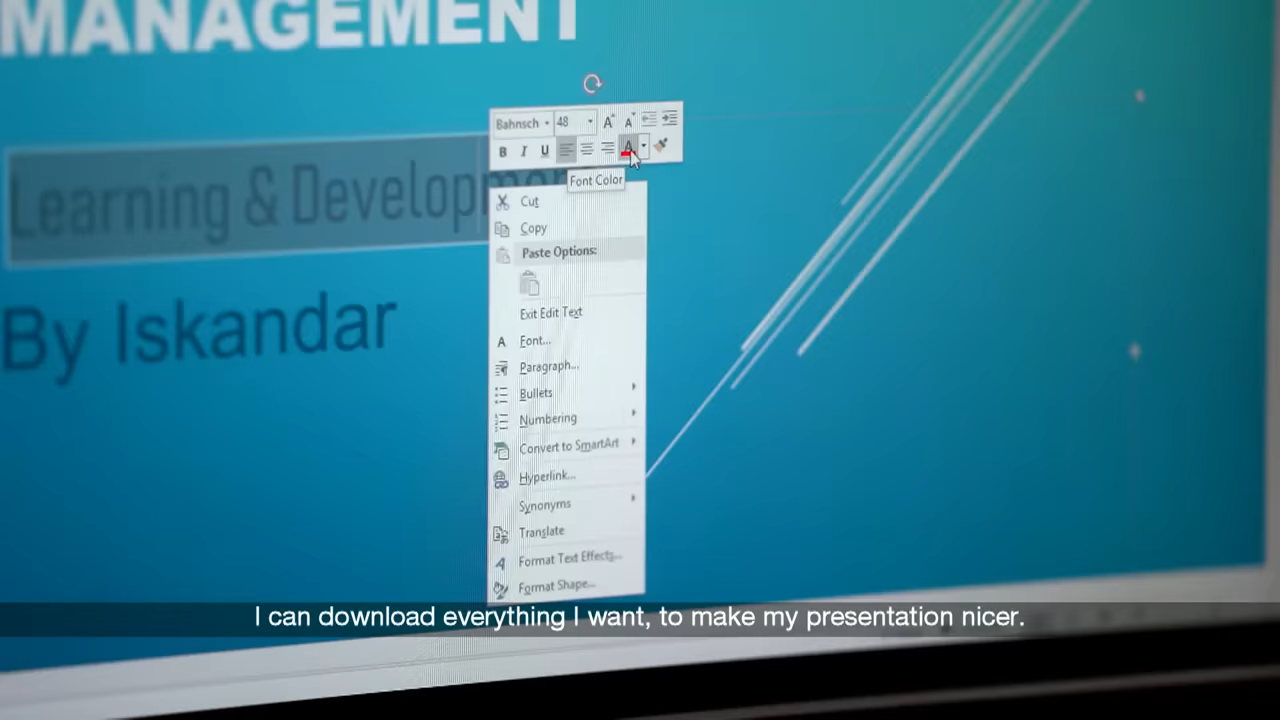 MANAGEMENT
Bahnsch 48
B I U A
Font Color
Learning & Developmen
By Iskandar
Cut
Copy
Paste Options:
Exit Edit Text
A Font...
Paragraph...
Bullets
Numbering
Convert to SmartArt
Hyperlink...
Synonyms
Translate
Format Text Effects...
Format Shape...
I can download everything I want, to make my presentation nicer.